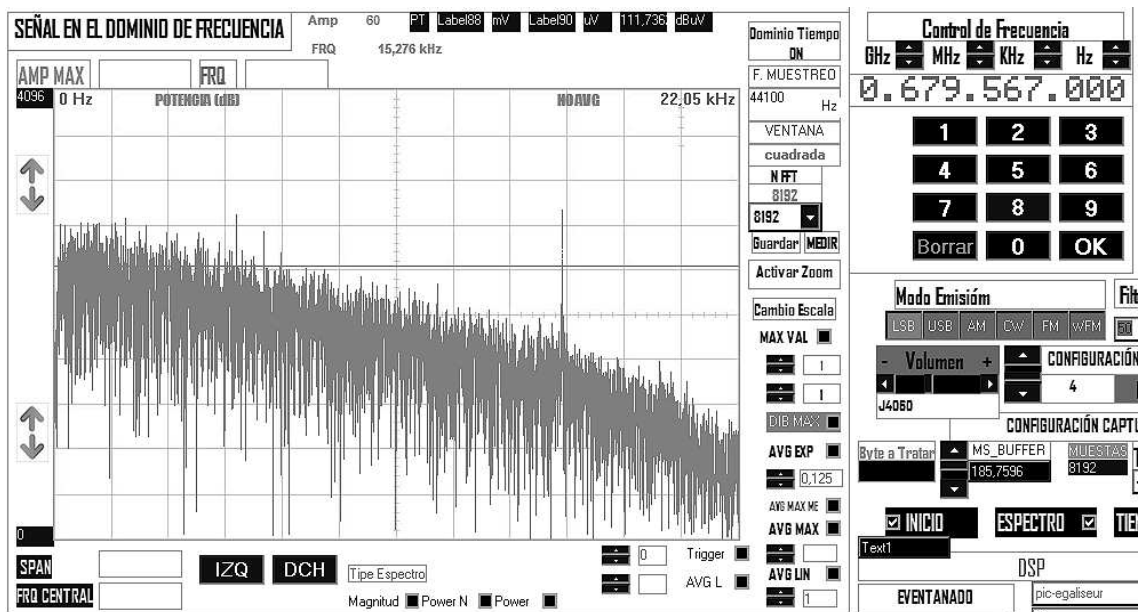 SEÑAL EN EL DOMINIO DE FRECUENCIA
Amp 60 PT Label88 mV Label90 uV 111,736 dBuV
FRQ 15,276 kHz
AMP MAX FRQ
4096 0 Hz POTENCIA (dB) NO AVG 22,05 kHz
0
SPAN
FRQ CENTRAL
IZQ DCH
Tipe Espectro
Magnitud Power N Power
0 Trigger
AVG L
Dominio Tiempo
ON
F. MUESTREO
44100 Hz
VENTANA
cuadrada
N FFT
8192
8192
Guardar MEDIR
Activar Zoom
Cambio Escala
MAX VAL
1
1
DIB MAX
AVG EXP
0,125
AVG MAX ME
AVG MAX
AVG LIN
1
Control de Frecuencia
GHz MHz KHz Hz
0.679.567.000
1 2 3
4 5 6
7 8 9
Borrar 0 OK
Modo Emisióm
LSB USB AM CW FM WFM
- Volumen +
J4060
CONFIGURACIÓN
4
CONFIGURACIÓN CAPTU
Byte a Tratar
MS_BUFFER
185,7596
MUESTAS
8192
INICIO ESPECTRO TIE
Text1
DSP
EVENTANADO pic-egaliseur